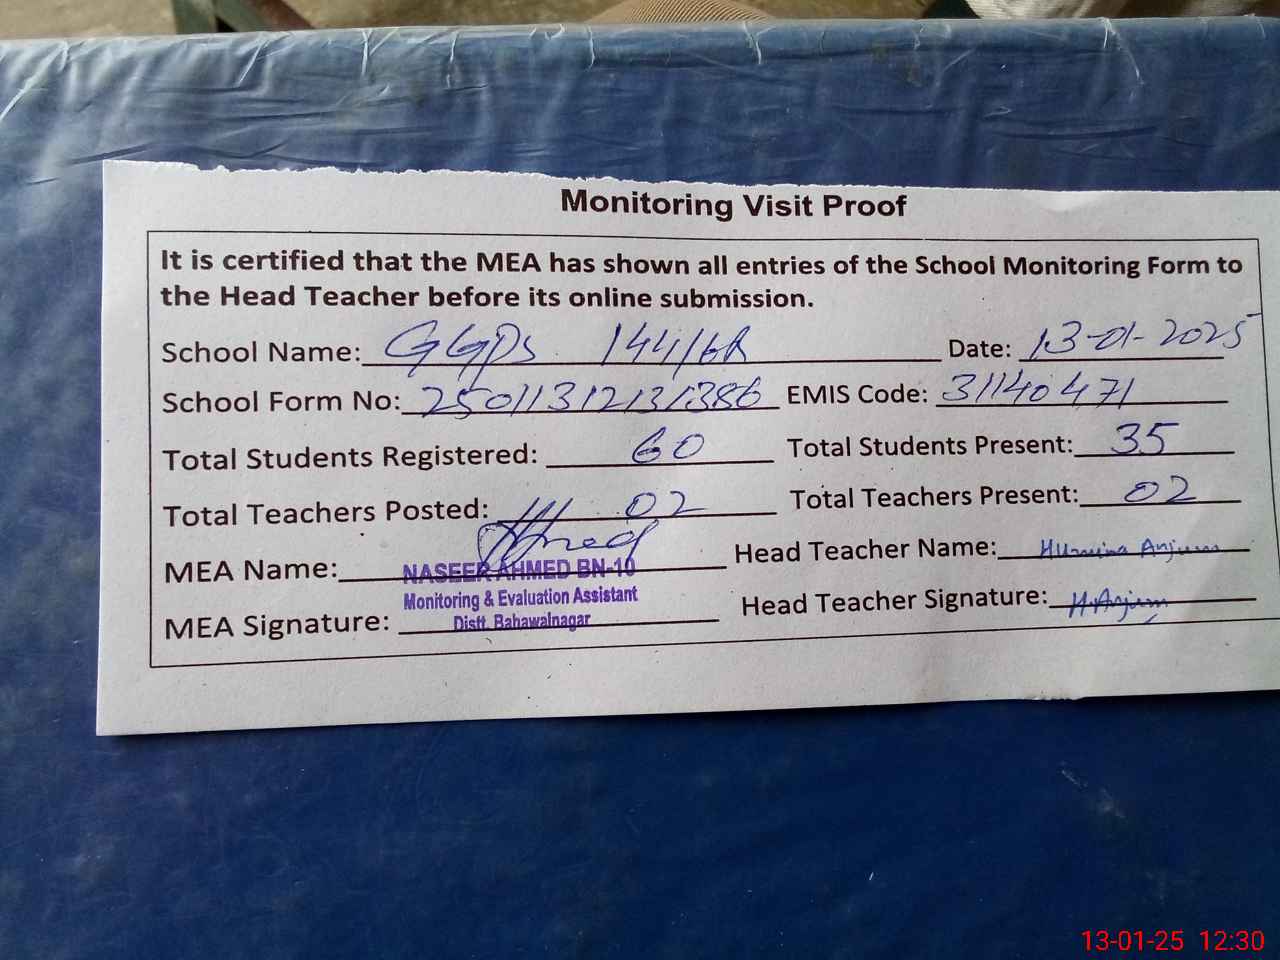 Monitoring Visit Proof
It is certified that the MEA has shown all entries of the School Monitoring Form to
the Head Teacher before its online submission.
School Name: GGPS 144/6R Date: 13-01-2025
School Form No: 25011312131386 EMIS Code: 31140471
Total Students Registered: 60 Total Students Present: 35
Total Teachers Posted: 02 Total Teachers Present: 02
MEA Name: NASEER AHMED BN-10 Head Teacher Name: Anjum
Monitoring & Evaluation Assistant
MEA Signature: Distt. Bahawalnagar Head Teacher Signature: H.Anjum
13-01-25 12:30